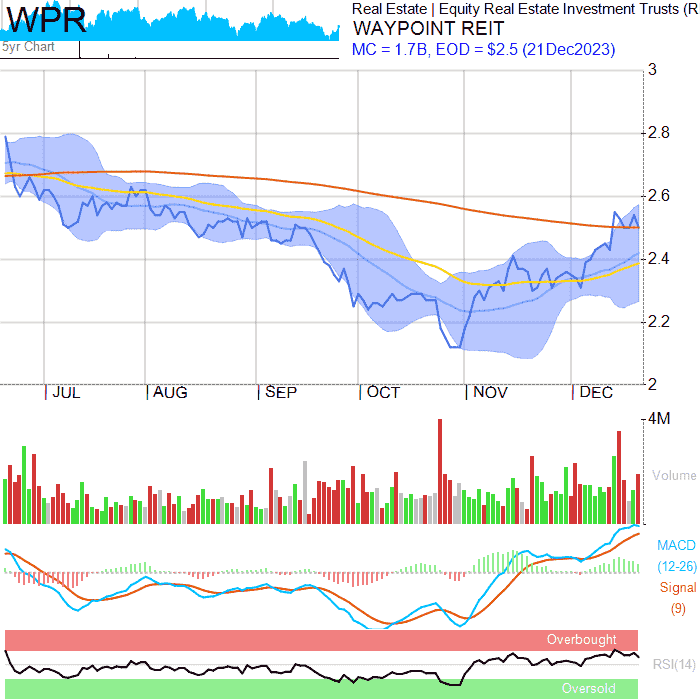 WPR
5yr Chart
Real Estate | Equity Real Estate Investment Trusts (R
WAYPOINT REIT
MC = 1.7B, EOD = $2.5 (21Dec2023)
3
2.8
2.6
2.4
2.2
2
JUL AUG SEP OCT NOV DEC
4M
Volume
MACD
(12-26)
Signal
(9)
Overbought
RSI(14)
Oversold